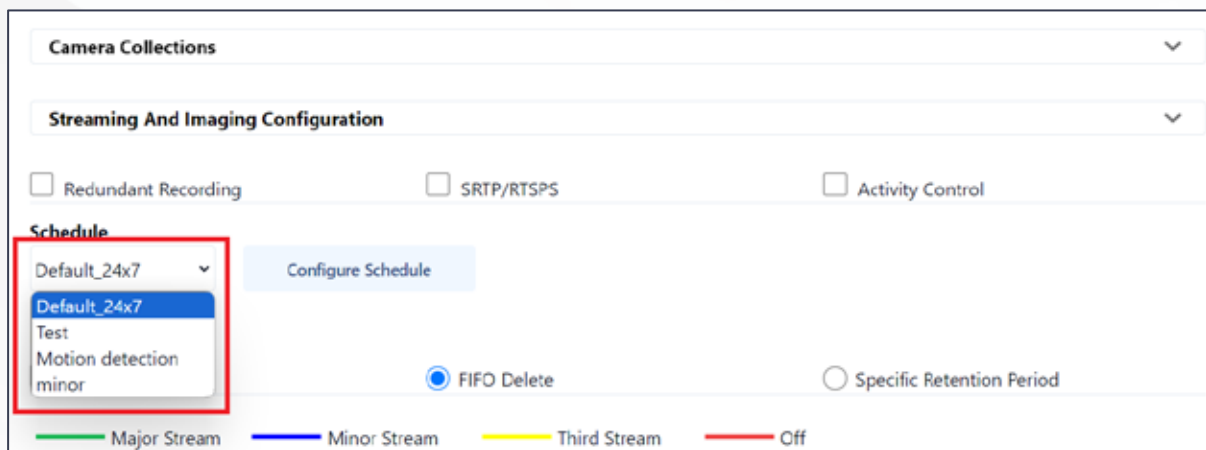 Camera Collections
Streaming And Imaging Configuration
Redundant Recording SRTP/RTSPS Activity Control
Schedule
Default_24x7 Configure Schedule
Default_24x7
Test
Motion detection
minor FIFO Delete Specific Retention Period
Major Stream Minor Stream Third Stream Off